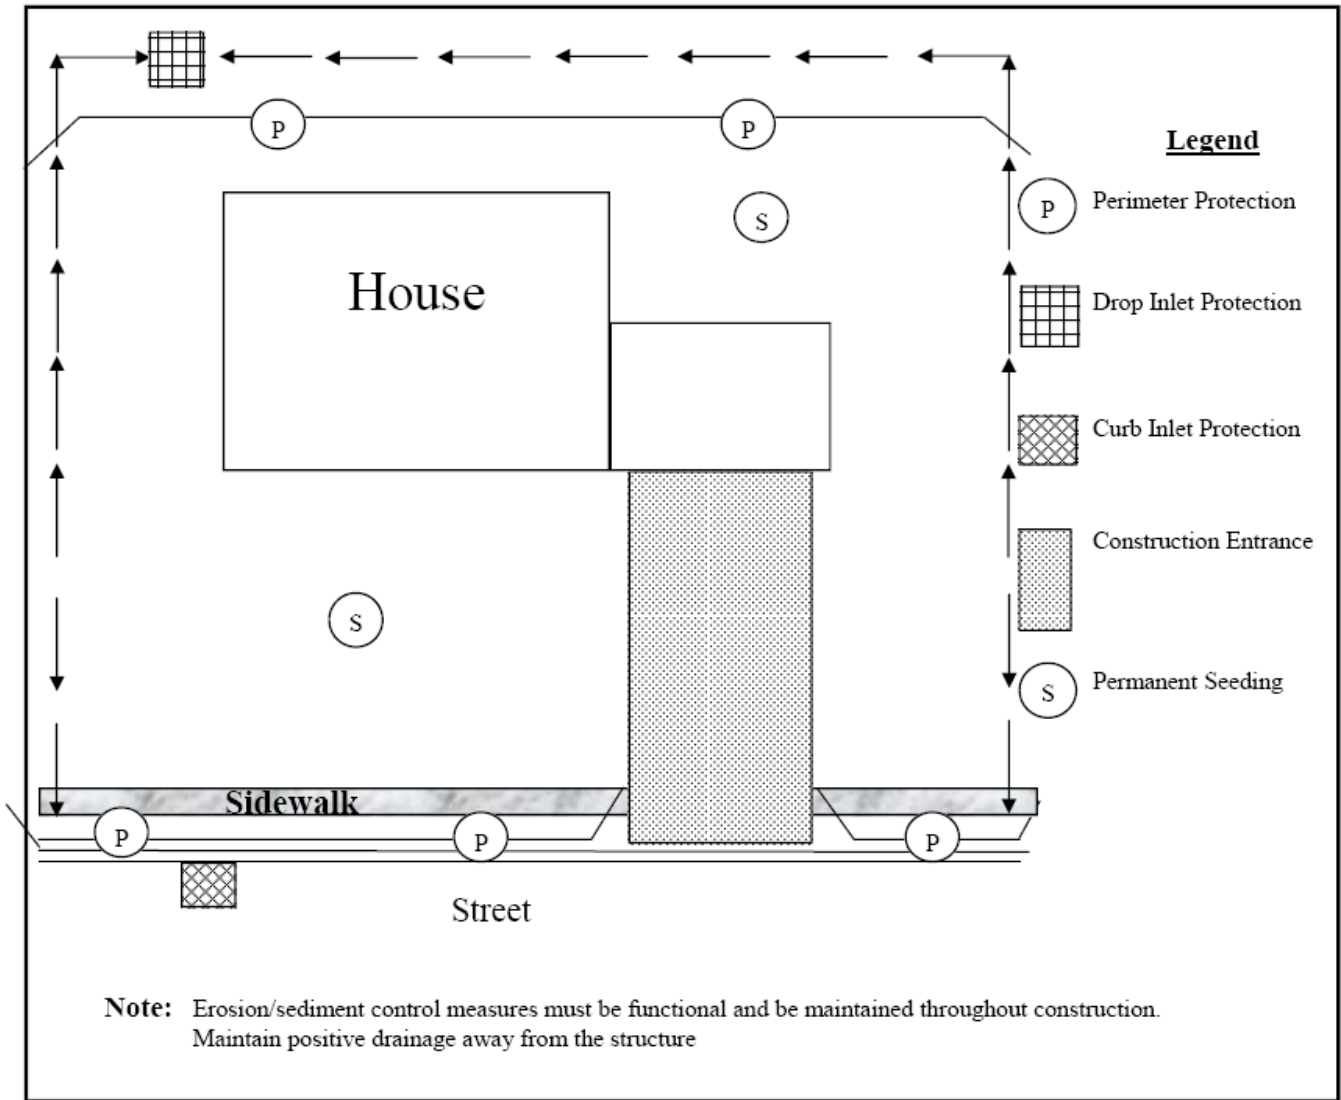 P
P
Legend
P
Perimeter Protection
S
House
Drop Inlet Protection
Curb Inlet Protection
Construction Entrance
S
S
Permanent Seeding
Sidewalk
P
P
P
Street
Note: Erosion/sediment control measures must be functional and be maintained throughout construction.
Maintain positive drainage away from the structure